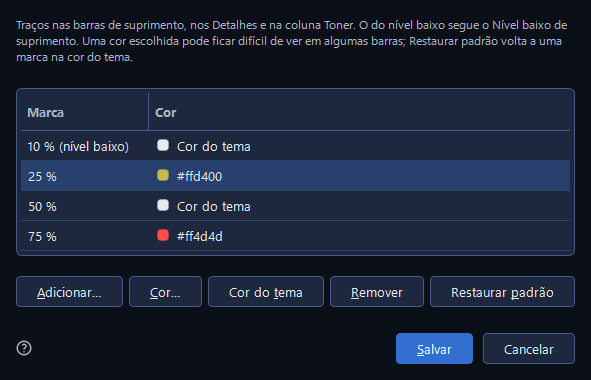 Traços nas barras de suprimento, nos Detalhes e na coluna Toner. O do nível baixo segue o Nível baixo de
suprimento. Uma cor escolhida pode ficar difícil de ver em algumas barras; Restaurar padrão volta a uma
marca na cor do tema.
Marca Cor
10 % (nível baixo) Cor do tema
25 % #ffd400
50 % Cor do tema
75 % #ff4d4d
Adicionar... Cor... Cor do tema Remover Restaurar padrão
? Salvar Cancelar